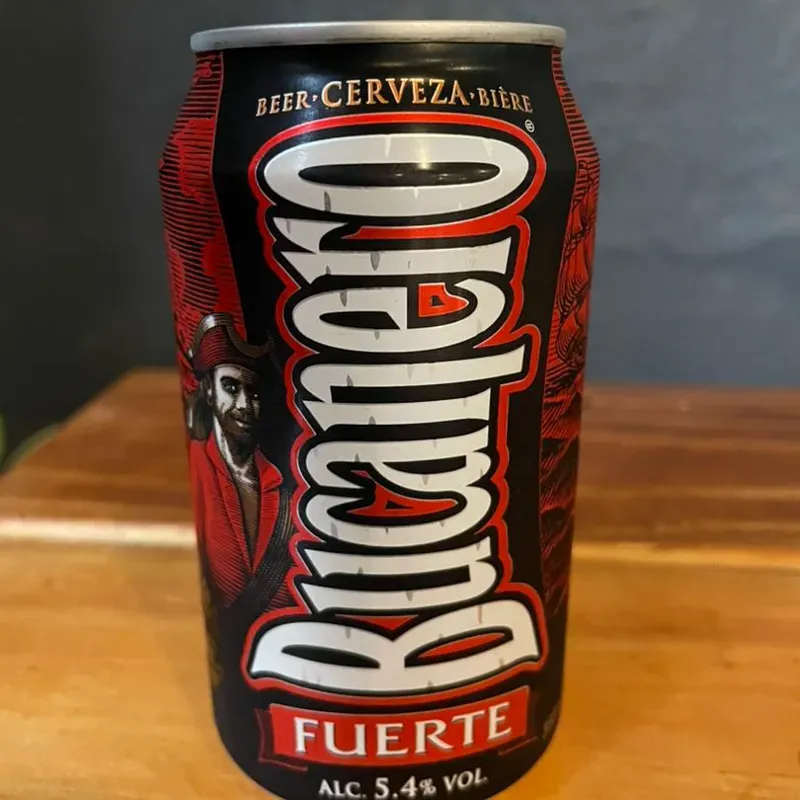 BEER·CERVEZA·BIÈRE
Bucanero
FUERTE
ALC. 5.4% VOL.